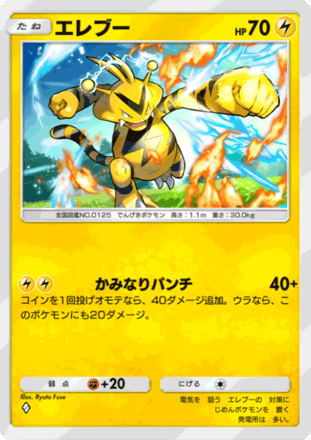 たね エレブー HP70
全国図鑑NO.0125 でんげきポケモン 高さ:1.1m 重さ:30.0kg
かみなりパンチ 40+
コインを1回投げオモテなら、40ダメージ追加。ウラなら、こ
のポケモンにも20ダメージ。
弱点 +20 にげる
Illus. Ryota Fuse
電気を 狙う エレブーの 対策に
じめんポケモンを 置く
発電所は 多い。